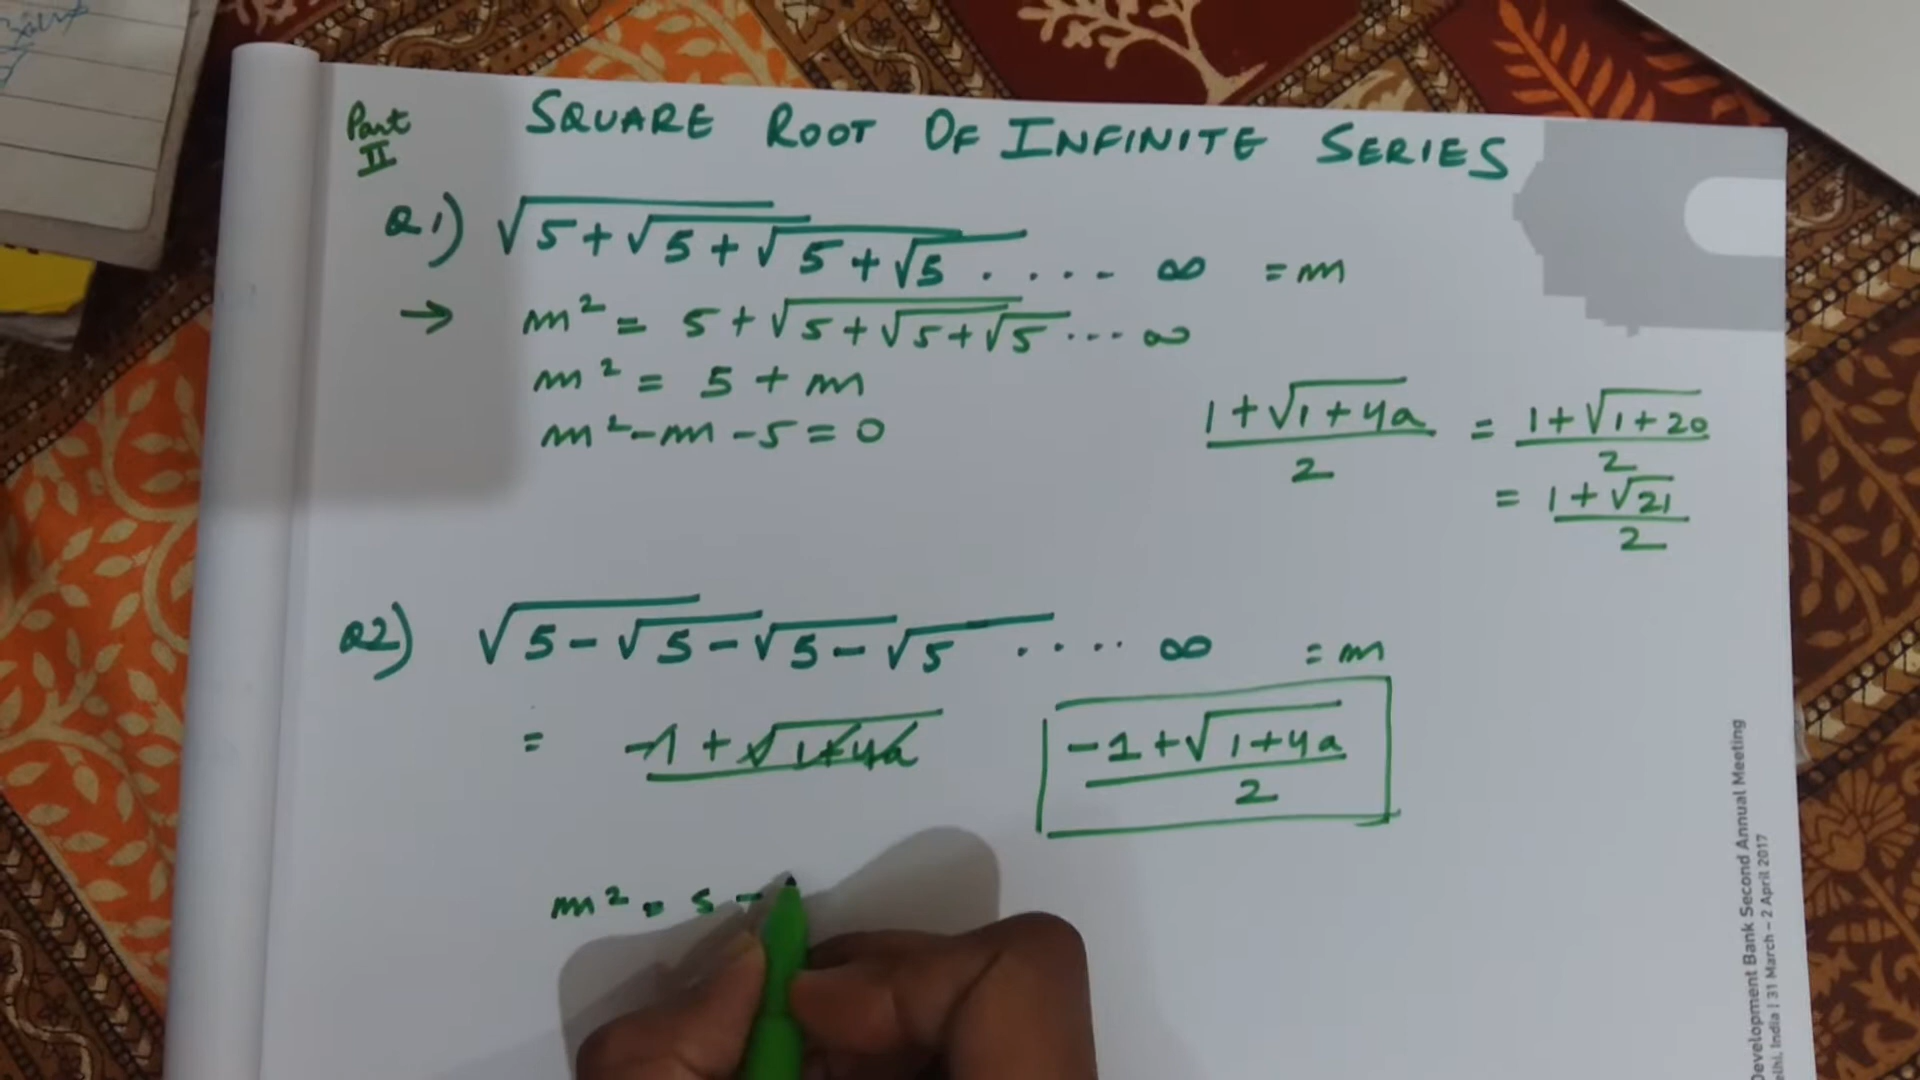 Part II
SQUARE ROOT OF INFINITE SERIES
Q1) √5+√5+√5+√5 .... ∞ = m
→ m² = 5+√5+√5+√5 ... ∞
m² = 5 + m
m² - m - 5 = 0
1+√1+4a / 2 = 1+√1+20 / 2
= 1+√21 / 2
Q2) √5-√5-√5-√5 .... ∞ = m
= -1+√1+4a
-1+√1+4a / 2
m² = 5 -
Development Bank Second Annual Meeting
Delhi, India | 31 March – 2 April 2017